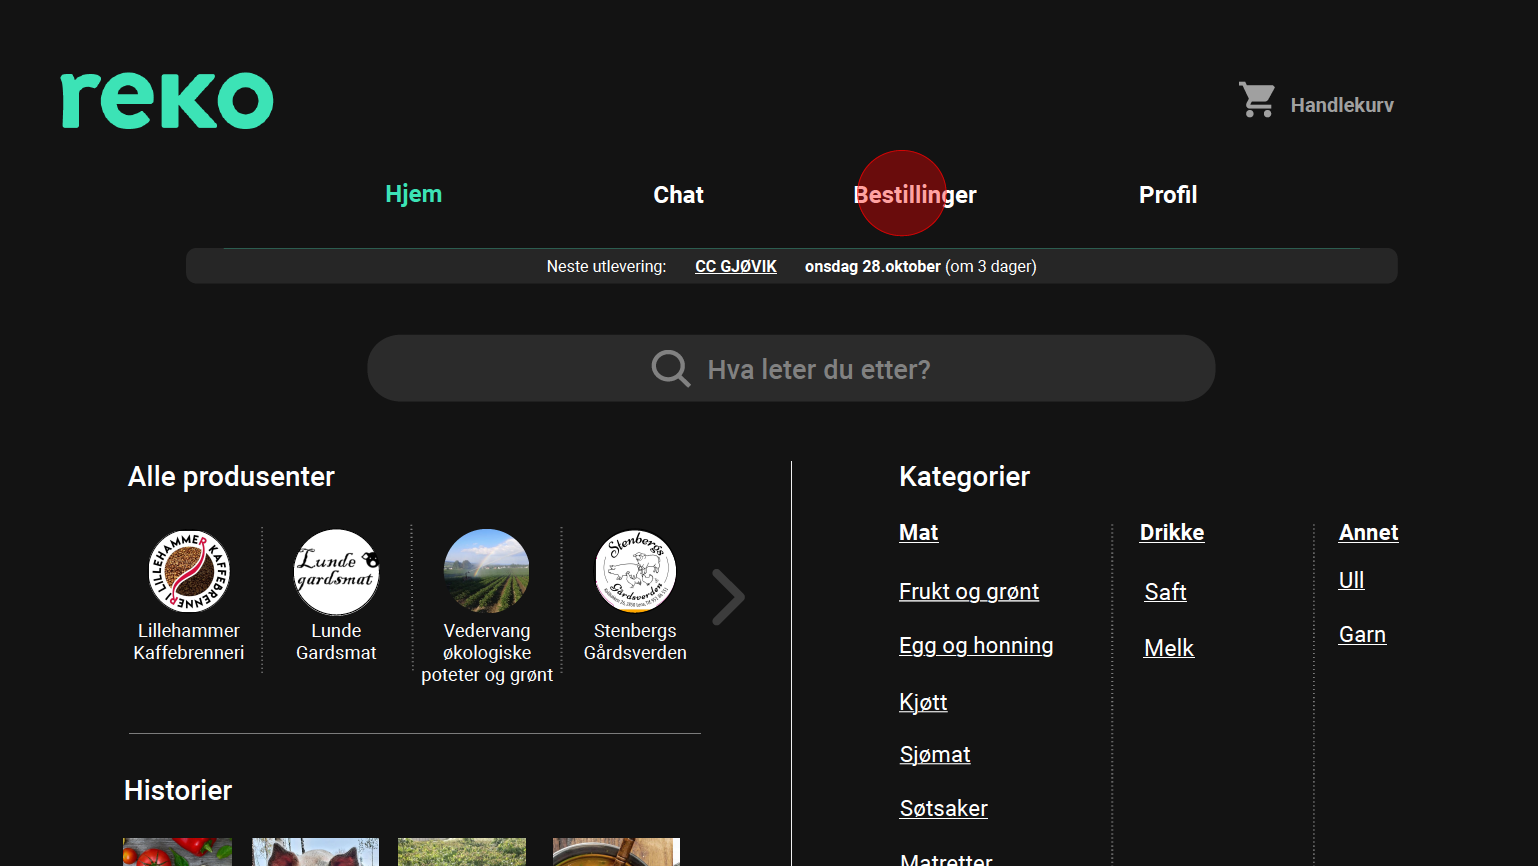 reko
Handlekurv
Hjem
Chat
Bestillinger
Profil
Neste utlevering: CC GJØVIK onsdag 28.oktober (om 3 dager)
Hva leter du etter?
Alle produsenter
LILLEHAMMER KAFFEBRENNERI
Lillehammer
Kaffebrenneri
Lunde
gardsmat
Lunde
Gardsmat
Vedervang
økologiske
poteter og grønt
Stenbergs
Gårdsverden
Stenbergs
Gårdsverden
Historier
Kategorier
Mat
Frukt og grønt
Egg og honning
Kjøtt
Sjømat
Søtsaker
Matretter
Drikke
Saft
Melk
Annet
Ull
Garn